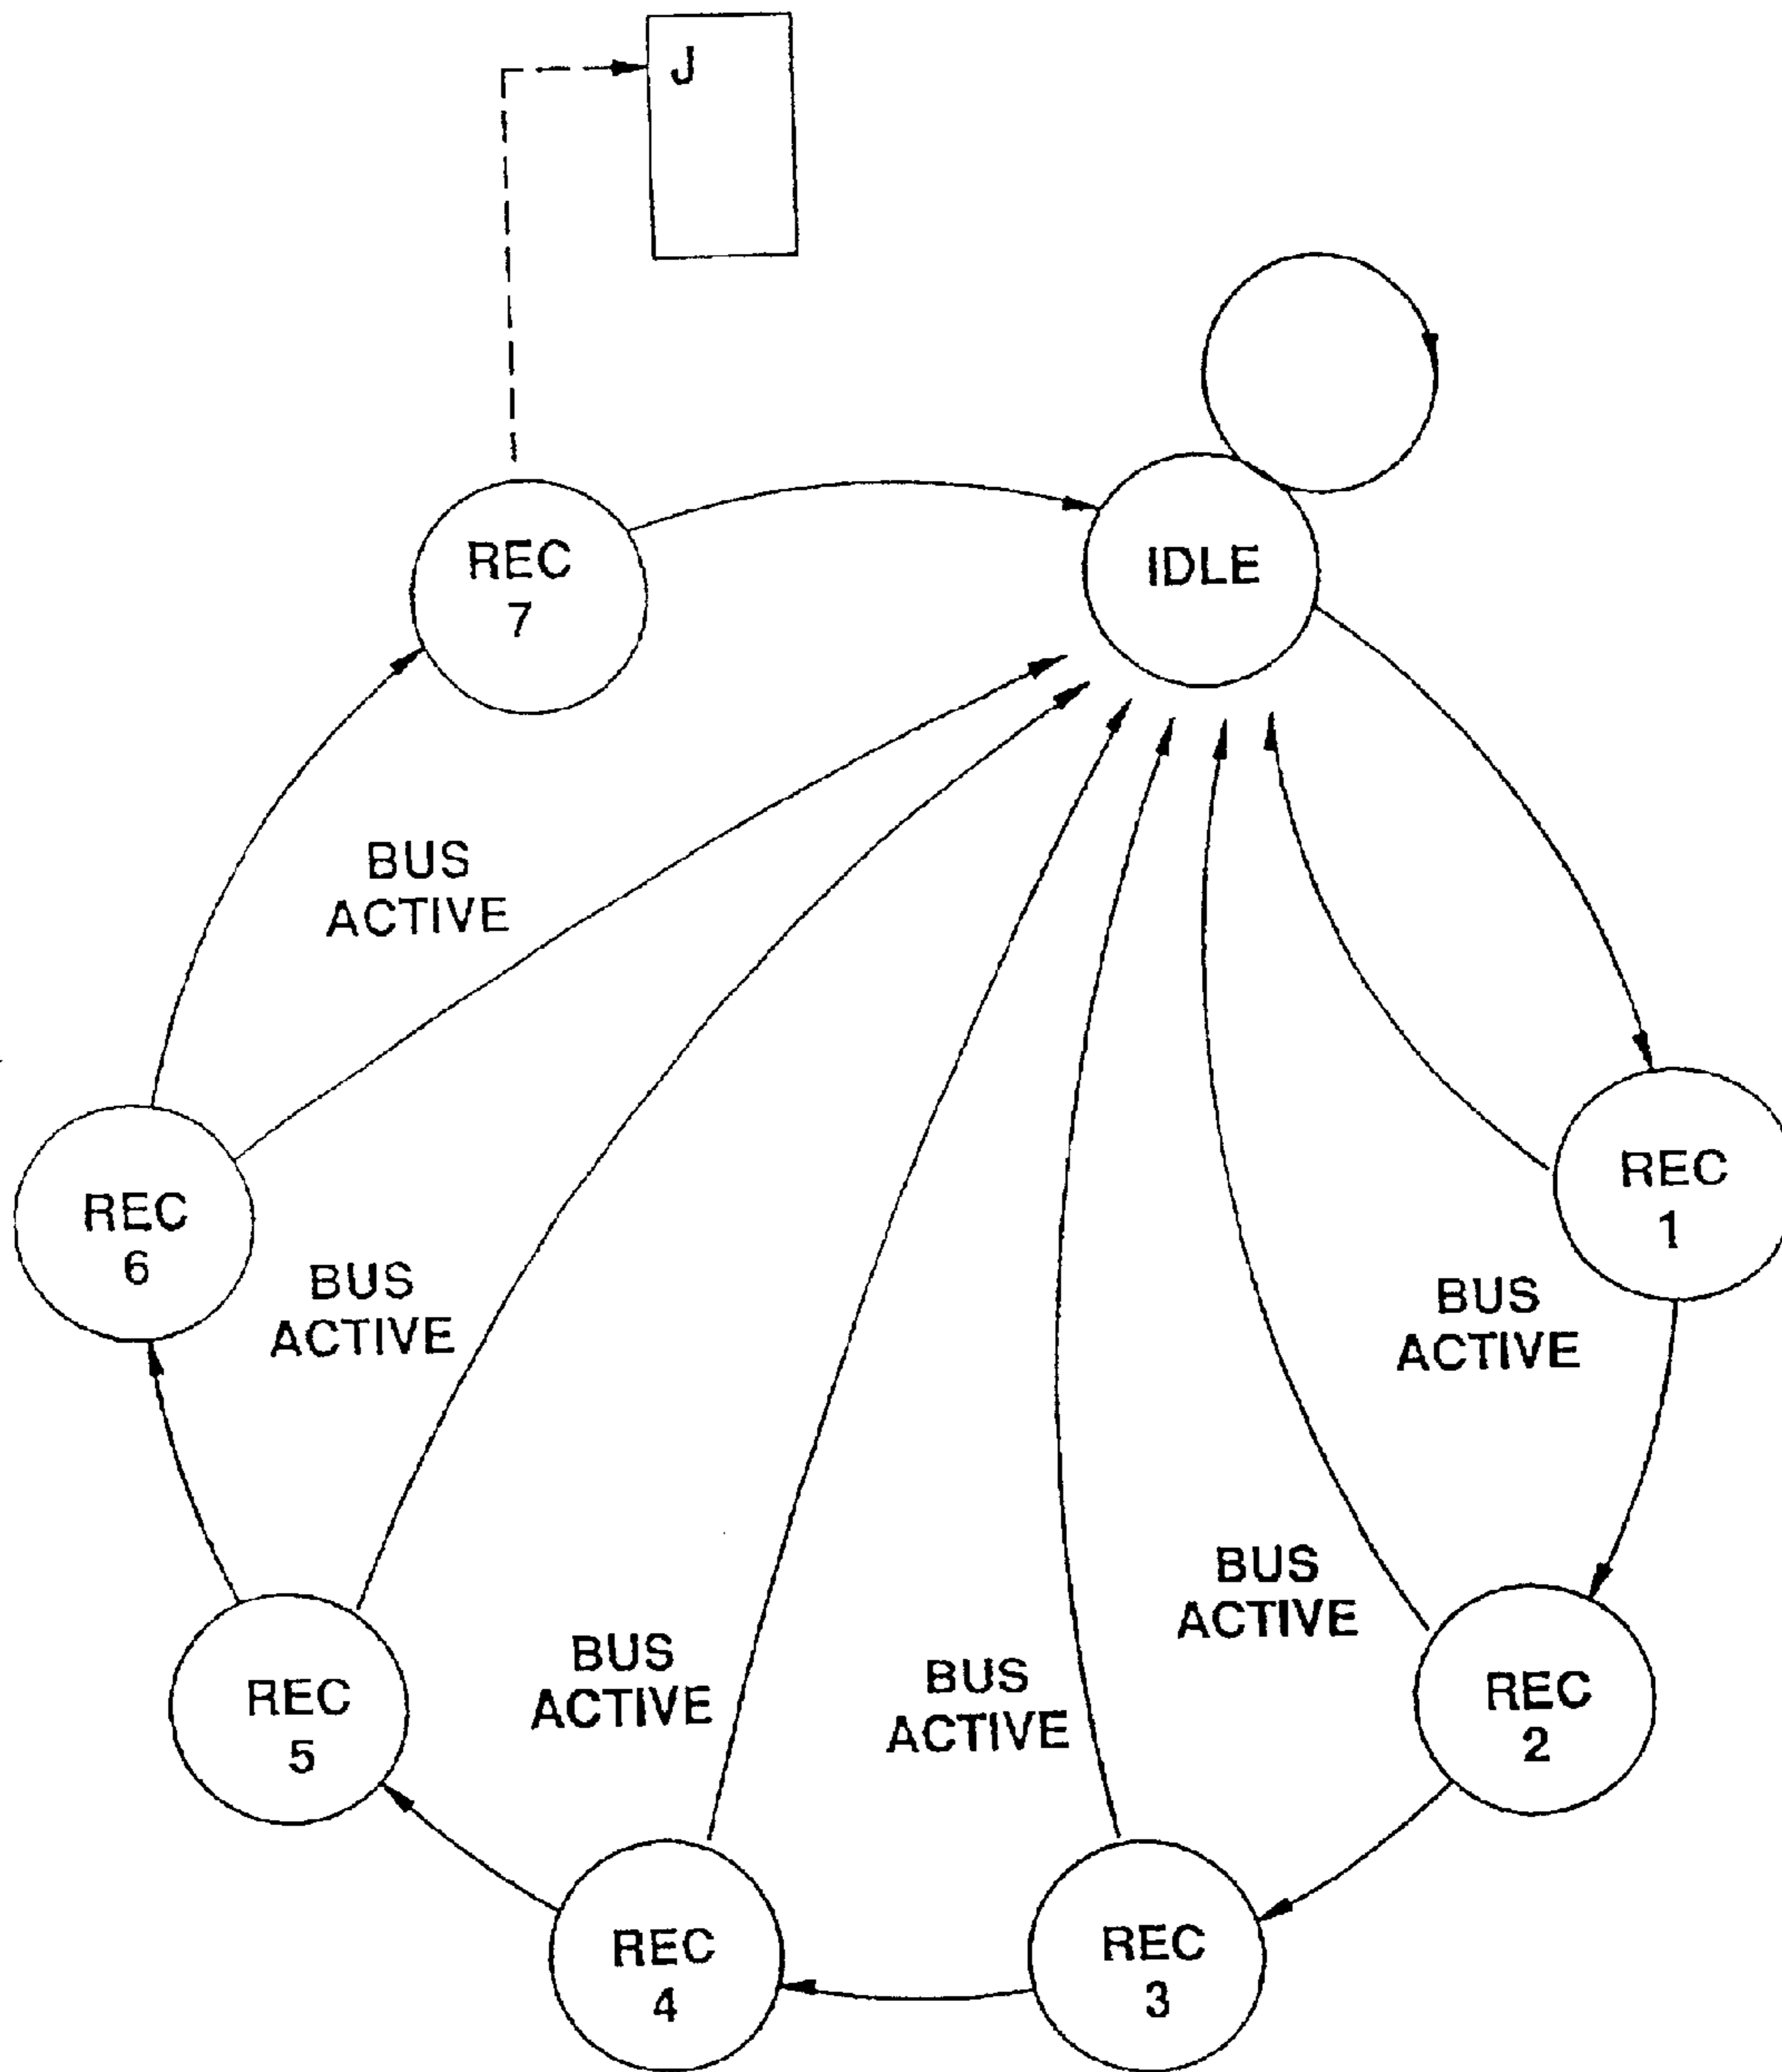 J
REC
7
IDLE
BUS
ACTIVE
REC
1
REC
6
BUS
ACTIVE
BUS
ACTIVE
BUS
ACTIVE
BUS
ACTIVE
BUS
ACTIVE
REC
2
REC
5
REC
4
REC
3